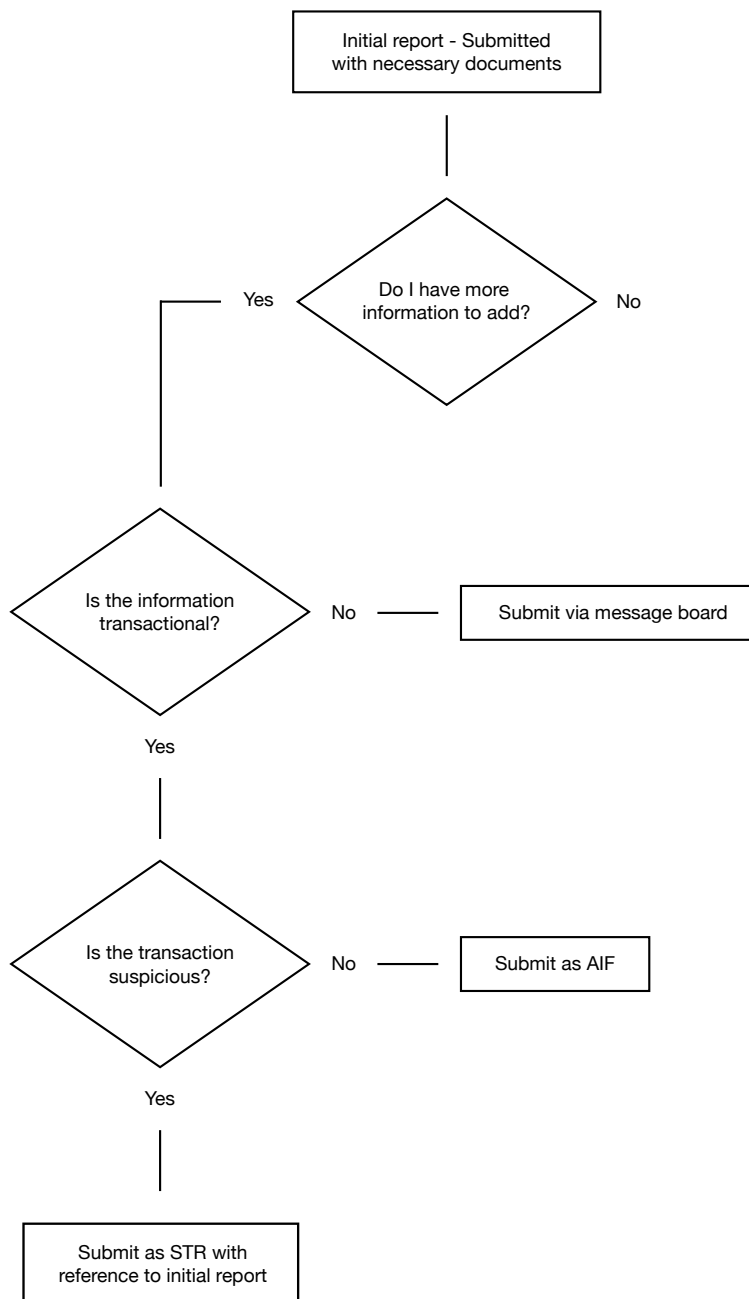 Initial report - Submitted
with necessary documents
Do I have more
information to add?
Yes
No
Is the information
transactional?
No
Submit via message board
Yes
Is the transaction
suspicious?
No
Submit as AIF
Yes
Submit as STR with
reference to initial report